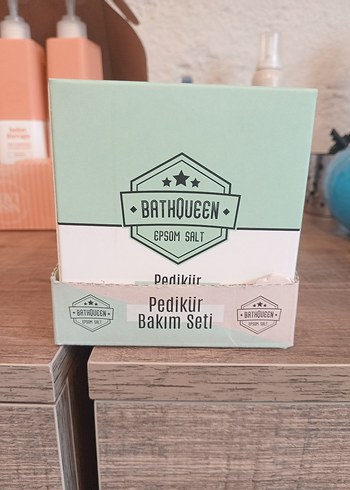 BATHQUEEN
EPSOM SALT
Pedikür
Pedikür
Bakım Seti
BATHQUEEN
EPSOM SALT
BATHQUEEN
EPSOM SALT